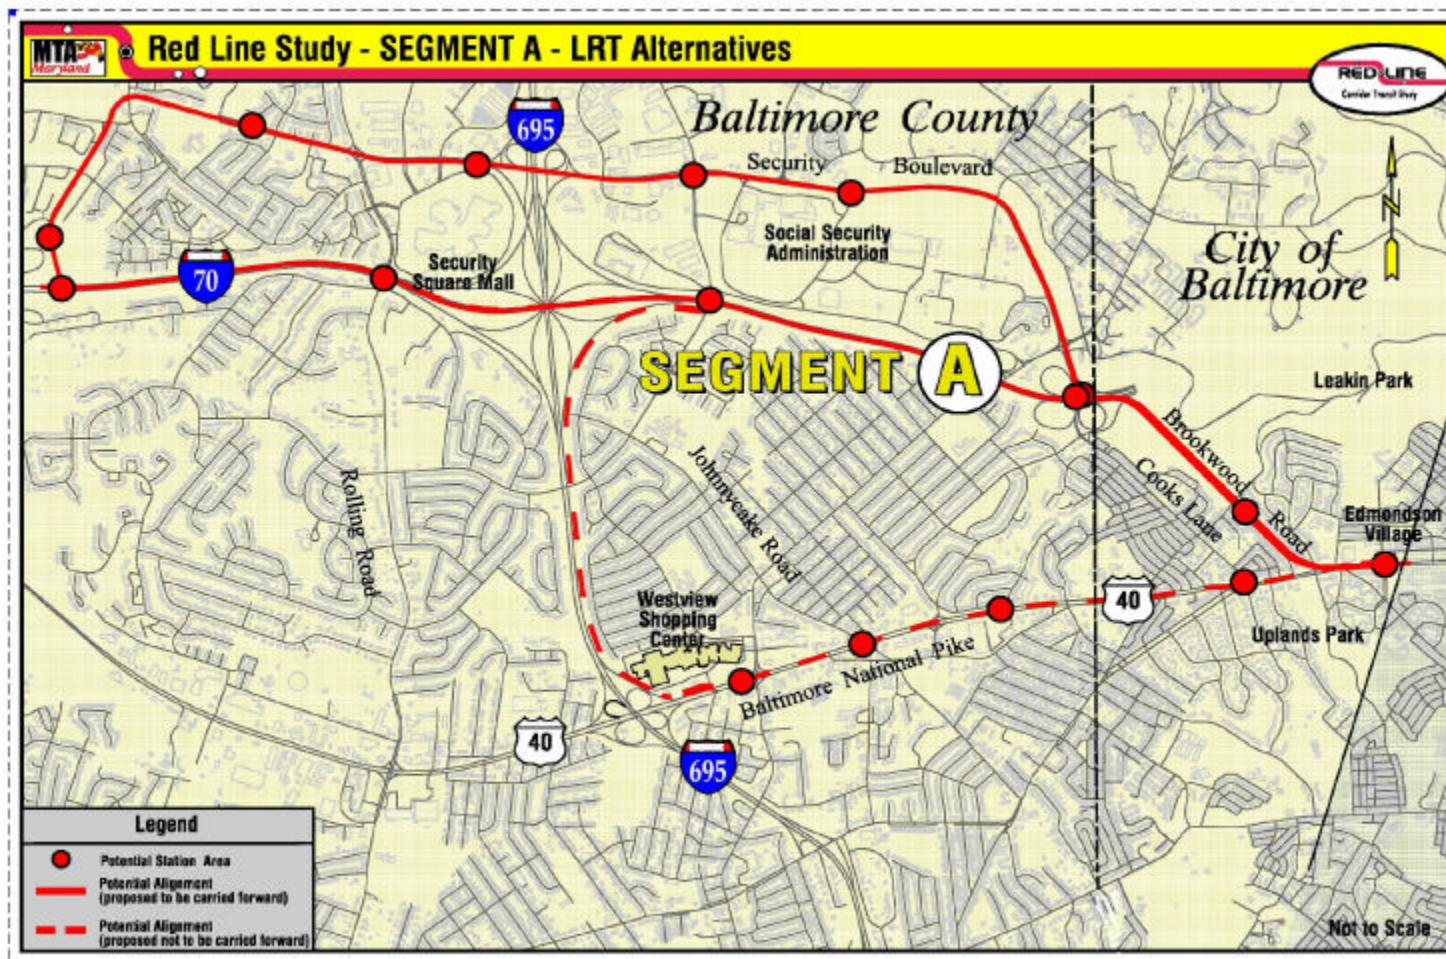 MTA
Maryland
Red Line Study - SEGMENT A - LRT Alternatives
RED LINE
Corridor Transit Study
695
Baltimore County
Security Boulevard
Social Security
Administration
City of
Baltimore
70
Security
Square Mall
SEGMENT A
Leakin Park
Brookwood Road
Cooks Lane
Johnnycake Road
Rolling Road
Edmondson
Village
Westview
Shopping
Center
40
Uplands Park
Baltimore National Pike
40
695
Legend
Potential Station Area
Potential Alignment
(proposed to be carried forward)
Potential Alignment
(proposed not to be carried forward)
Not to Scale